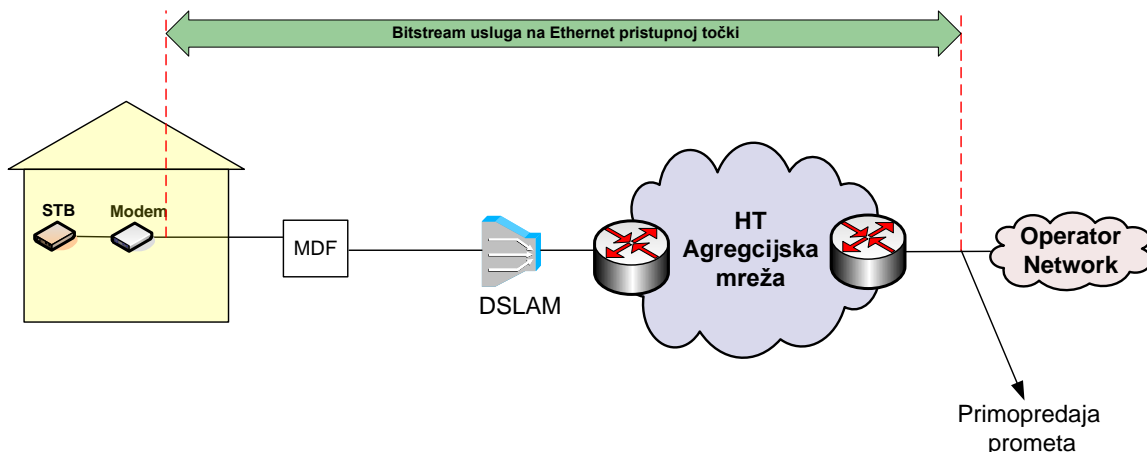 Bitstream usluga na Ethernet pristupnoj točki
STB
Modem
MDF
DSLAM
HT
Agregcijska
mreža
Operator
Network
Primopredaja
prometa